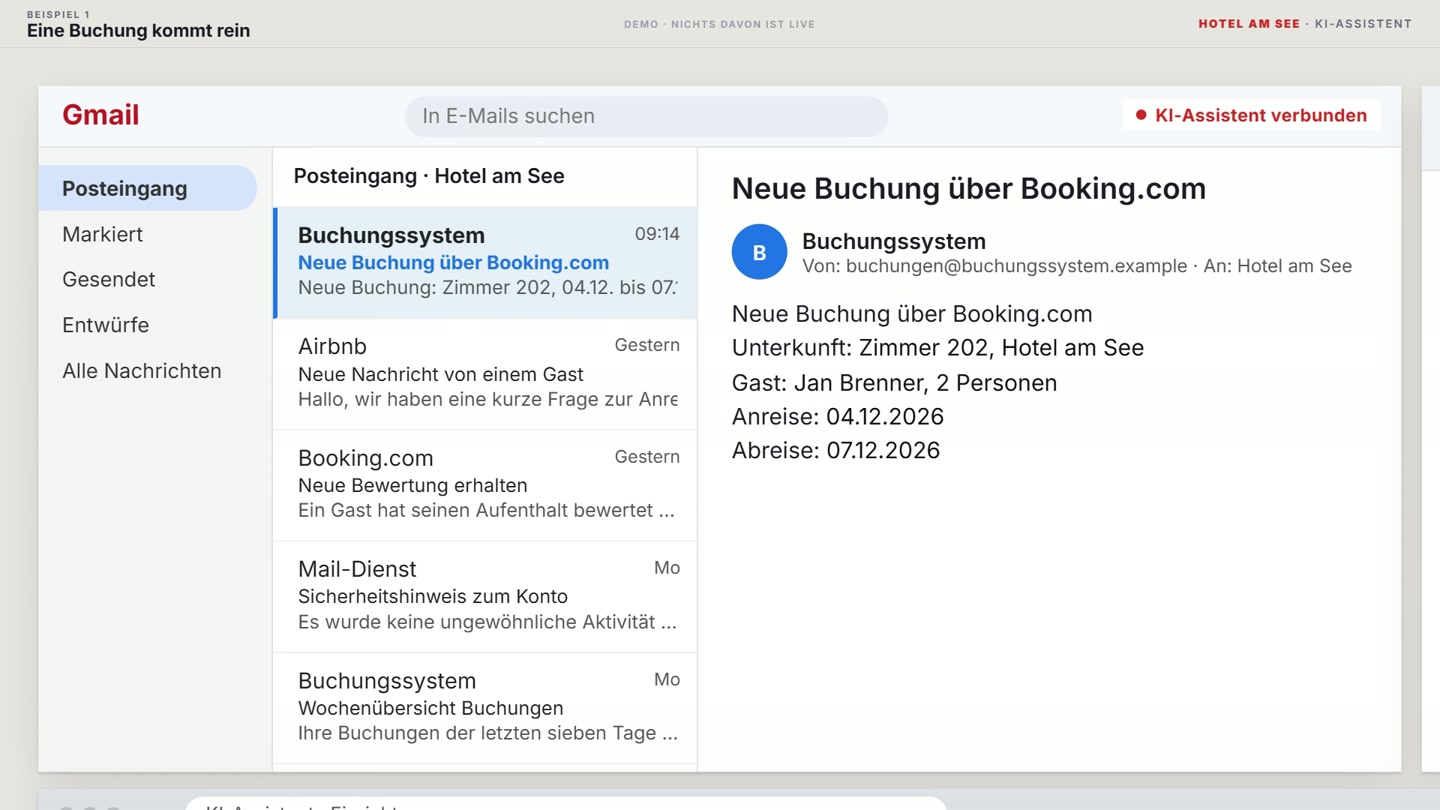 BEISPIEL 1
Eine Buchung kommt rein
DEMO · NICHTS DAVON IST LIVE
HOTEL AM SEE · KI-ASSISTENT
Gmail
In E-Mails suchen
KI-Assistent verbunden
Posteingang
Markiert
Gesendet
Entwürfe
Alle Nachrichten
Posteingang · Hotel am See
Buchungssystem 09:14
Neue Buchung über Booking.com
Neue Buchung: Zimmer 202, 04.12. bis 07.
Airbnb Gestern
Neue Nachricht von einem Gast
Hallo, wir haben eine kurze Frage zur Anre
Booking.com Gestern
Neue Bewertung erhalten
Ein Gast hat seinen Aufenthalt bewertet ...
Mail-Dienst Mo
Sicherheitshinweis zum Konto
Es wurde keine ungewöhnliche Aktivität ...
Buchungssystem Mo
Wochenübersicht Buchungen
Ihre Buchungen der letzten sieben Tage ...
Neue Buchung über Booking.com
B
Buchungssystem
Von: buchungen@buchungssystem.example · An: Hotel am See
Neue Buchung über Booking.com
Unterkunft: Zimmer 202, Hotel am See
Gast: Jan Brenner, 2 Personen
Anreise: 04.12.2026
Abreise: 07.12.2026